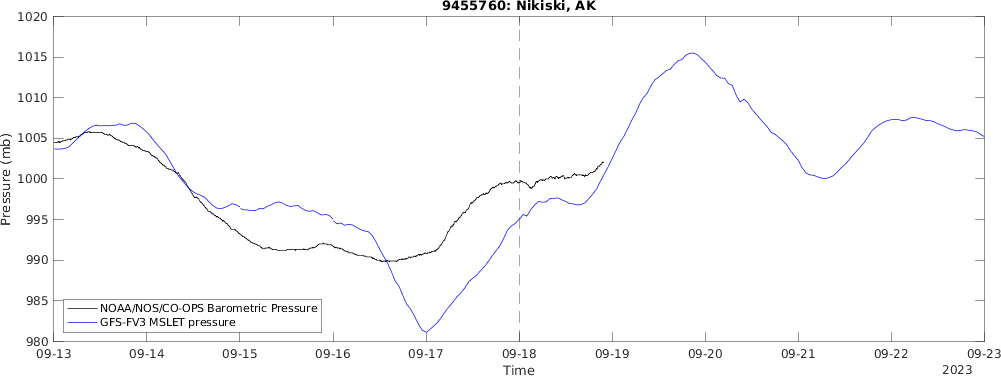 9455760: Nikiski, AK
1020
1015
1010
1005
1000
995
990
985
980
Pressure (mb)
NOAA/NOS/CO-OPS Barometric Pressure
GFS-FV3 MSLET pressure
09-13 09-14 09-15 09-16 09-17 09-18 09-19 09-20 09-21 09-22 09-23
Time
2023